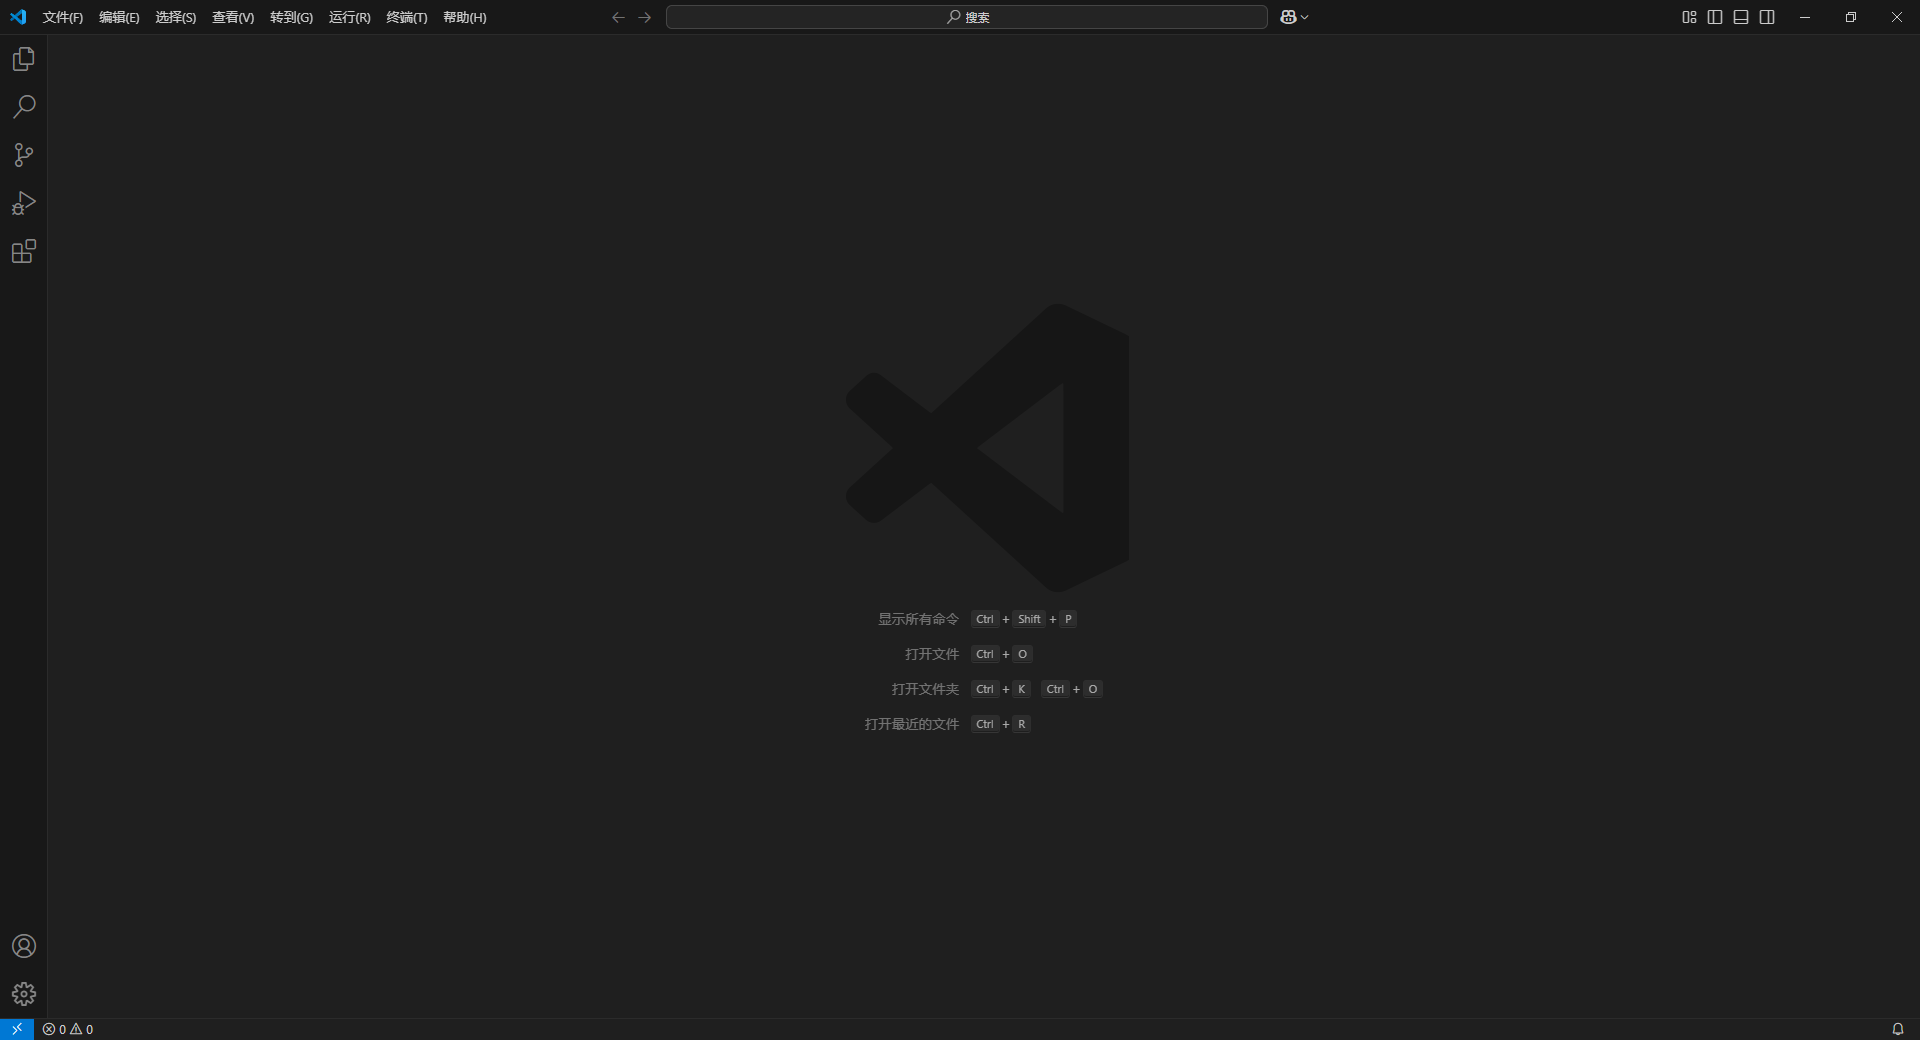 文件(F) 编辑(E) 选择(S) 查看(V) 转到(G) 运行(R) 终端(T) 帮助(H) 搜索
显示所有命令 Ctrl + Shift + P
打开文件 Ctrl + O
打开文件夹 Ctrl + K Ctrl + O
打开最近的文件 Ctrl + R
0 0